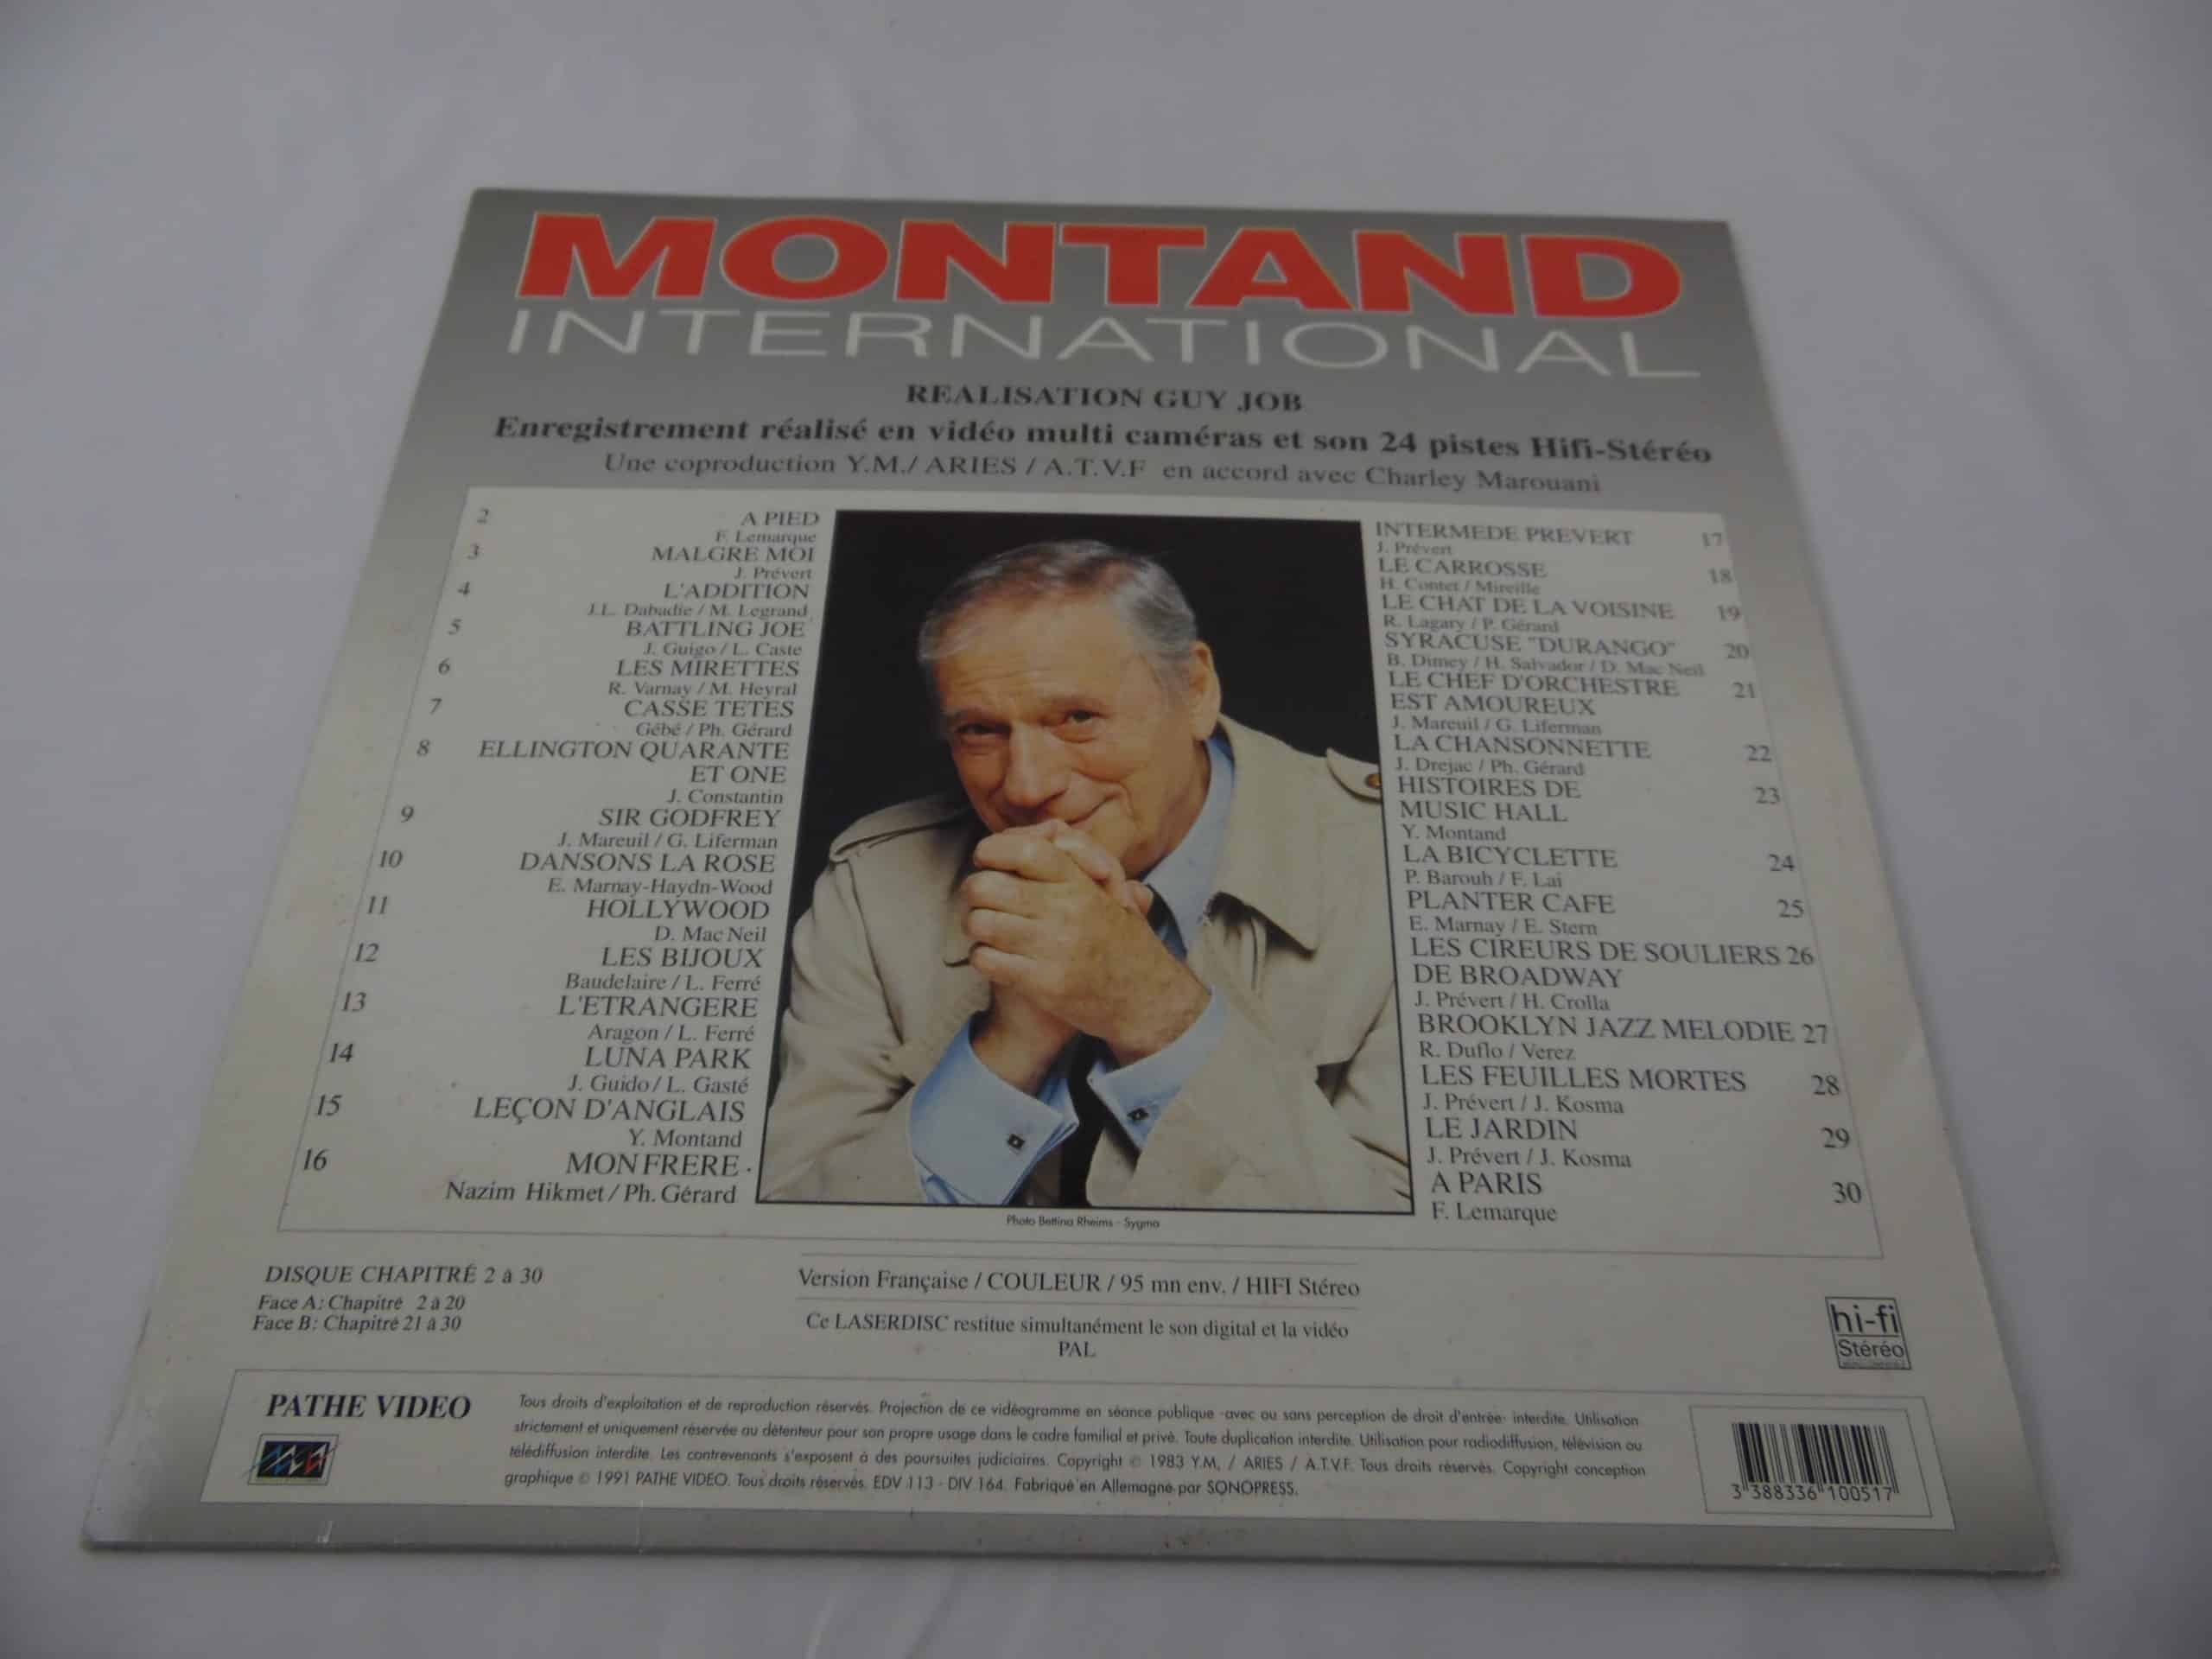 MONTAND
INTERNATIONAL
REALISATION GUY JOB
Enregistrement réalisé en vidéo multi caméras et son 24 pistes Hifi-Stéréo
Une coproduction Y.M./ ARIES / A.T.V.F en accord avec Charley Marouani
2 A PIED
F. Lemarque
3 MALGRE MOI
J. Prévert
4 L'ADDITION
J.L. Dabadie / M. Legrand
5 BATTLING JOE
J. Guigo / L. Caste
6 LES MIRETTES
R. Varnay / M. Heyral
7 CASSE TETES
Gébé / Ph. Gérard
8 ELLINGTON QUARANTE
ET ONE
J. Constantin
9 SIR GODFREY
J. Mareuil / G. Liferman
10 DANSONS LA ROSE
E. Marnay-Haydn-Wood
11 HOLLYWOOD
D. Mac Neil
12 LES BIJOUX
Baudelaire / L. Ferré
13 L'ETRANGERE
Aragon / L. Ferré
14 LUNA PARK
J. Guido / L. Gasté
15 LEÇON D'ANGLAIS
Y. Montand
16 MON FRERE
Nazim Hikmet / Ph. Gérard
INTERMEDE PREVERT 17
J. Prévert
LE CARROSSE 18
H. Contet / Mireille
LE CHAT DE LA VOISINE 19
R. Lagary / P. Gérard
SYRACUSE "DURANGO" 20
B. Dimey / H. Salvador / D. Mac Neil
LE CHEF D'ORCHESTRE 21
EST AMOUREUX
J. Mareuil / G. Liferman
LA CHANSONNETTE 22
J. Drejac / Ph. Gérard
HISTOIRES DE 23
MUSIC HALL
Y. Montand
LA BICYCLETTE 24
P. Barouh / F. Lai
PLANTER CAFE 25
E. Marnay / E. Stern
LES CIREURS DE SOULIERS 26
DE BROADWAY
J. Prévert / H. Crolla
BROOKLYN JAZZ MELODIE 27
R. Duflo / Verez
LES FEUILLES MORTES 28
J. Prévert / J. Kosma
LE JARDIN 29
J. Prévert / J. Kosma
A PARIS 30
F. Lemarque
Photo Bettina Rheims - Sygma
DISQUE CHAPITRÉ 2 à 30
Face A: Chapitré 2 à 20
Face B: Chapitré 21 à 30
Version Française / COULEUR / 95 mn env. / HIFI Stéreo
Ce LASERDISC restitue simultanément le son digital et la vidéo
PAL
hi-fi
Stéréo
PATHE VIDEO
Tous droits d'exploitation et de reproduction réservés. Projection de ce vidéogramme en séance publique -avec ou sans perception de droit d'entrée- interdite. Utilisation
strictement et uniquement réservée au détenteur pour son propre usage dans le cadre familial et privé. Toute duplication interdite. Utilisation pour radiodiffusion, télévision ou
télédiffusion interdite. Les contrevenants s'exposent à des poursuites judiciaires. Copyright © 1983 Y.M. / ARIES / A.T.V.F. Tous droits réservés. Copyright conception
graphique © 1991 PATHE VIDEO. Tous droits réservés. EDV 113 - DIV 164. Fabriqué en Allemagne par SONOPRESS.
3 388336 100517